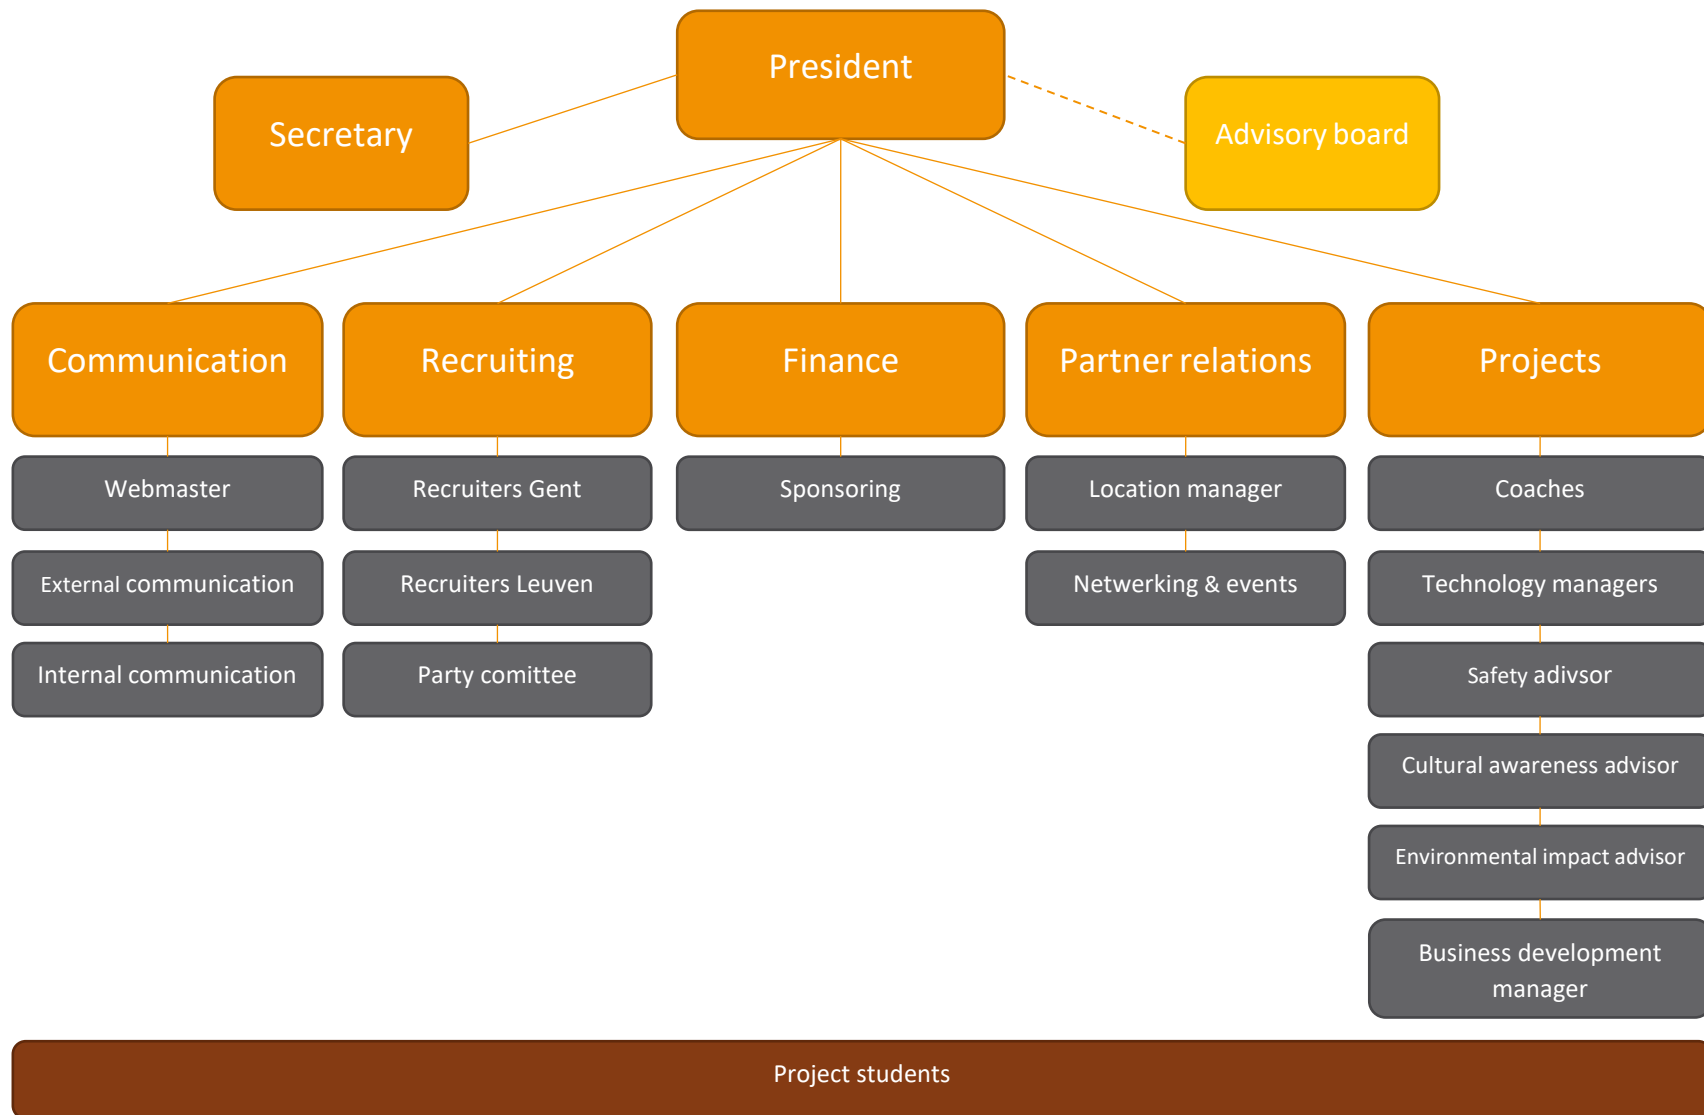 President
Secretary
Advisory board
Communication
Recruiting
Finance
Partner relations
Projects
Webmaster
Recruiters Gent
Sponsoring
Location manager
Coaches
External communication
Recruiters Leuven
Networking & events
Technology managers
Internal communication
Party comittee
Safety adivsor
Cultural awareness advisor
Environmental impact advisor
Business development
manager
Project students